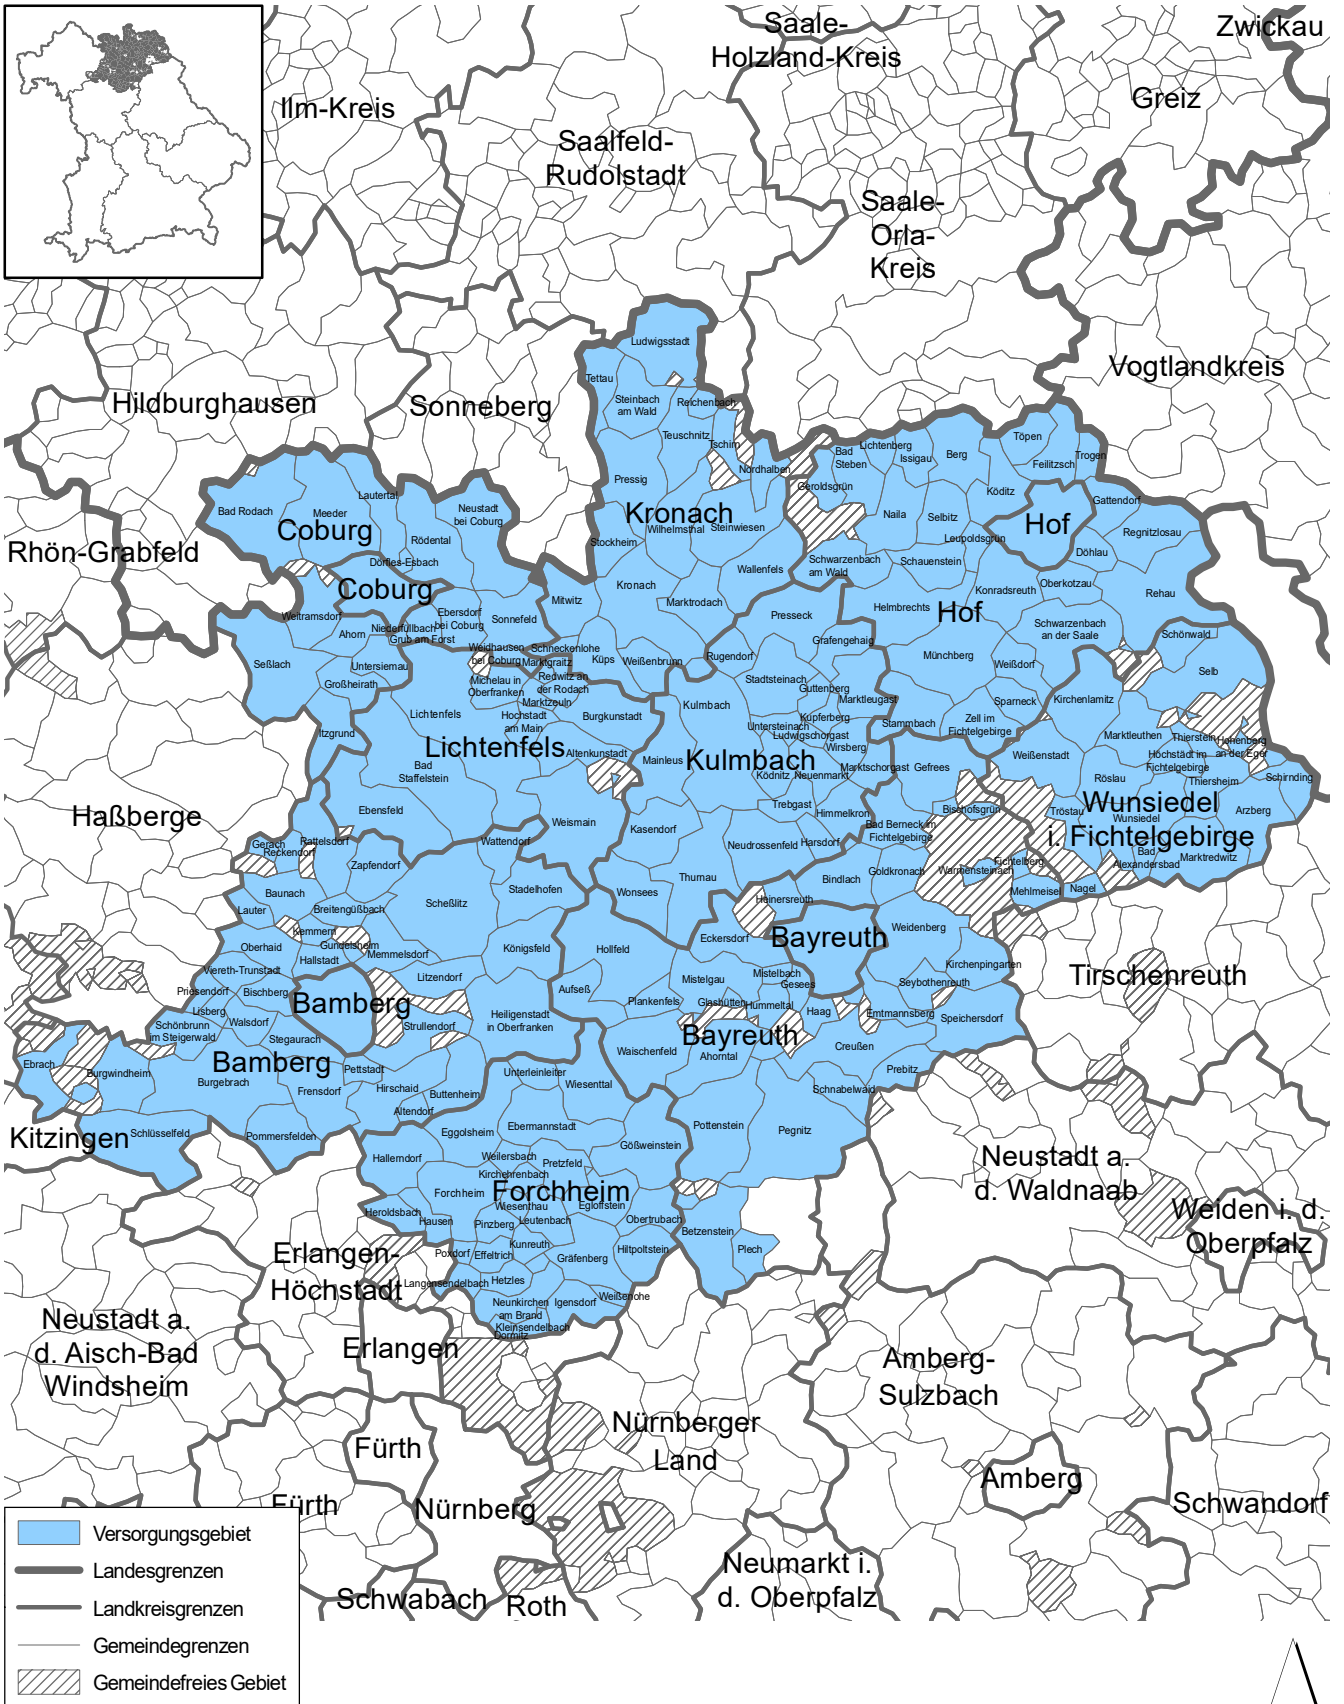 Saale-
Holzland-Kreis
Zwickau
Ilm-Kreis
Greiz
Saalfeld-
Rudolstadt
Saale-
Orla-
Kreis
Ludwigsstadt
Vogtlandkreis
Tettau
Hildburghausen
Sonneberg
Steinbach
am Wald
Reichenbach
Teuschnitz
Tschirn
Bad
Steben
Lichtenberg
Issigau
Berg
Töpen
Feilitzsch
Trogen
Nordhalben
Geroldsgrün
Pressig
Lautertal
Bad Rodach
Meeder
Neustadt
bei Coburg
Coburg
Kronach
Wilhelmsthal
Steinwiesen
Naila
Selbitz
Köditz
Gattendorf
Hof
Regnitzlosau
Rhön-Grabfeld
Rödental
Stockheim
Leupoldsgrün
Döhlau
Dörfles-Esbach
Wallenfels
Schwarzenbach
am Wald
Schauenstein
Coburg
Kronach
Konradsreuth
Oberkotzau
Rehau
Mitwitz
Marktrodach
Presseck
Helmbrechts
Hof
Weitramsdorf
Ahorn
Niederfüllbach
Grub am Forst
Ebersdorf
bei Coburg
Sonnefeld
Grafengehaig
Schwarzenbach
an der Saale
Schönwald
Seßlach
Untersiemau
Weidhausen
bei Coburg
Schneckenlohe
Marktgraitz
Küps
Weißenbrunn
Rugendorf
Münchberg
Weißdorf
Selb
Großheirath
Michelau in
Oberfranken
Redwitz an
der Rodach
Marktzeuln
Stadtsteinach
Guttenberg
Marktleugast
Sparneck
Kirchenlamitz
Lichtenfels
Hochstadt
am Main
Burgkunstadt
Kulmbach
Kupferberg
Untersteinach
Ludwigschorgast
Stammbach
Zell im
Fichtelgebirge
Marktleuthen
Thierstein
Hohenberg
an der Eger
Itzgrund
Lichtenfels
Altenkunstadt
Mainleus
Kulmbach
Wirsberg
Weißenstadt
Höchstädt im
Fichtelgebirge
Bad
Staffelstein
Ködnitz
Neuenmarkt
Marktschorgast
Gefrees
Röslau
Thiersheim
Schirnding
Ebensfeld
Trebgast
Himmelkron
Bischofsgrün
Tröstau
Wunsiedel
i. Fichtelgebirge
Wunsiedel
Arzberg
Haßberge
Weismain
Kasendorf
Bad Berneck im
Fichtelgebirge
Gerach
Reckendorf
Rattelsdorf
Wattendorf
Neudrossenfeld
Harsdorf
Bad
Alexandersbad
Marktredwitz
Zapfendorf
Thurnau
Bindlach
Goldkronach
Warmensteinach
Fichtelberg
Mehlmeisel
Nagel
Baunach
Stadelhofen
Wonsees
Heinersreuth
Lauter
Breitengüßbach
Scheßlitz
Kemmern
Eckersdorf
Bayreuth
Weidenberg
Oberhaid
Gundelsheim
Hallstadt
Memmelsdorf
Königsfeld
Hollfeld
Kirchenpingarten
Viereth-Trunstadt
Litzendorf
Mistelgau
Mistelbach
Gesees
Seybothenreuth
Tirschenreuth
Priesendorf
Bischberg
Aufseß
Lisberg
Bamberg
Plankenfels
Glashütten
Hummeltal
Haag
Emtmannsberg
Speichersdorf
Schönbrunn
im Steigerwald
Walsdorf
Stegaurach
Strullendorf
Heiligenstadt
in Oberfranken
Bayreuth
Creußen
Ebrach
Burgwindheim
Bamberg
Pettstadt
Waischenfeld
Ahorntal
Prebitz
Burgebrach
Frensdorf
Hirschaid
Buttenheim
Unterleinleiter
Wiesenttal
Schnabelwaid
Altendorf
Kitzingen
Schlüsselfeld
Pommersfelden
Eggolsheim
Ebermannstadt
Pottenstein
Pegnitz
Gößweinstein
Hallerndorf
Weilersbach
Pretzfeld
Neustadt a.
d. Waldnaab
Kirchehrenbach
Forchheim
Forchheim
Wiesenthau
Egloffstein
Weiden i. d.
Oberpfalz
Heroldsbach
Hausen
Pinzberg
Leutenbach
Obertrubach
Betzenstein
Plech
Erlangen-
Höchstadt
Poxdorf
Effeltrich
Kunreuth
Gräfenberg
Hiltpoltstein
Langensendelbach
Hetzles
Neunkirchen
am Brand
Igensdorf
Weißenohe
Kleinsendelbach
Dormitz
Neustadt a.
d. Aisch-Bad
Windsheim
Erlangen
Amberg-
Sulzbach
Nürnberger
Land
Fürth
Amberg
Fürth
Nürnberg
Schwandorf
Neumarkt i.
d. Oberpfalz
Schwabach
Roth
Versorgungsgebiet
Landesgrenzen
Landkreisgrenzen
Gemeindegrenzen
Gemeindefreies Gebiet